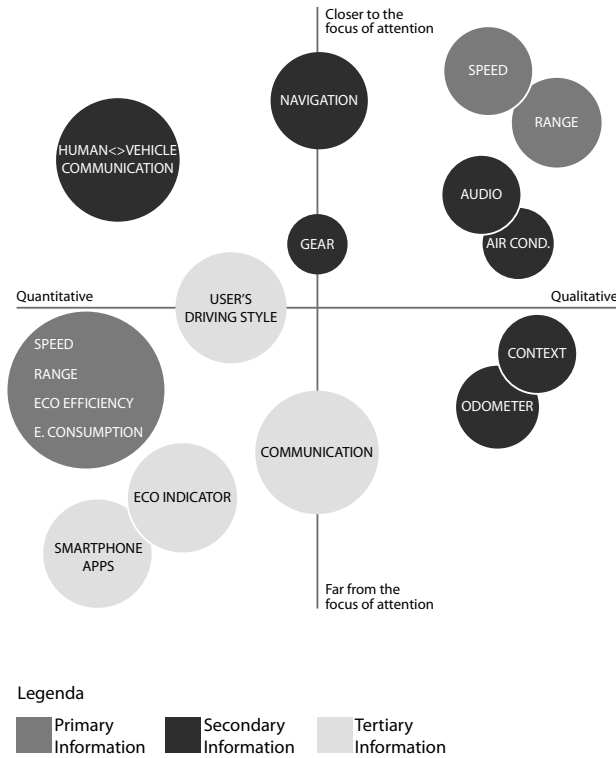 Closer to the
focus of attention
SPEED
NAVIGATION
RANGE
HUMAN<>VEHICLE
COMMUNICATION
AUDIO
GEAR
AIR COND.
Quantitative
USER'S
DRIVING STYLE
Qualitative
SPEED
RANGE
ECO EFFICIENCY
E. CONSUMPTION
CONTEXT
ODOMETER
COMMUNICATION
ECO INDICATOR
SMARTPHONE
APPS
Far from the
focus of attention
Legenda
Primary
Information
Secondary
Information
Tertiary
Information